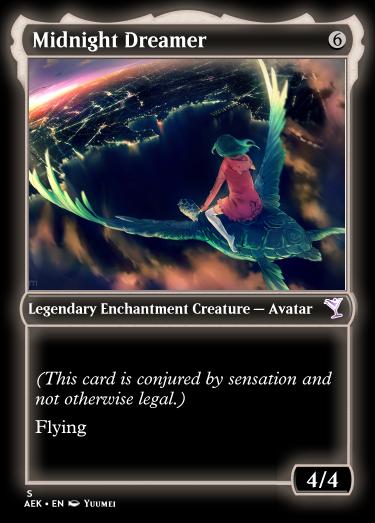 Midnight Dreamer 6
Legendary Enchantment Creature — Avatar
(This card is conjured by sensation and
not otherwise legal.)
Flying
4/4
S
AEK • EN Yuumei